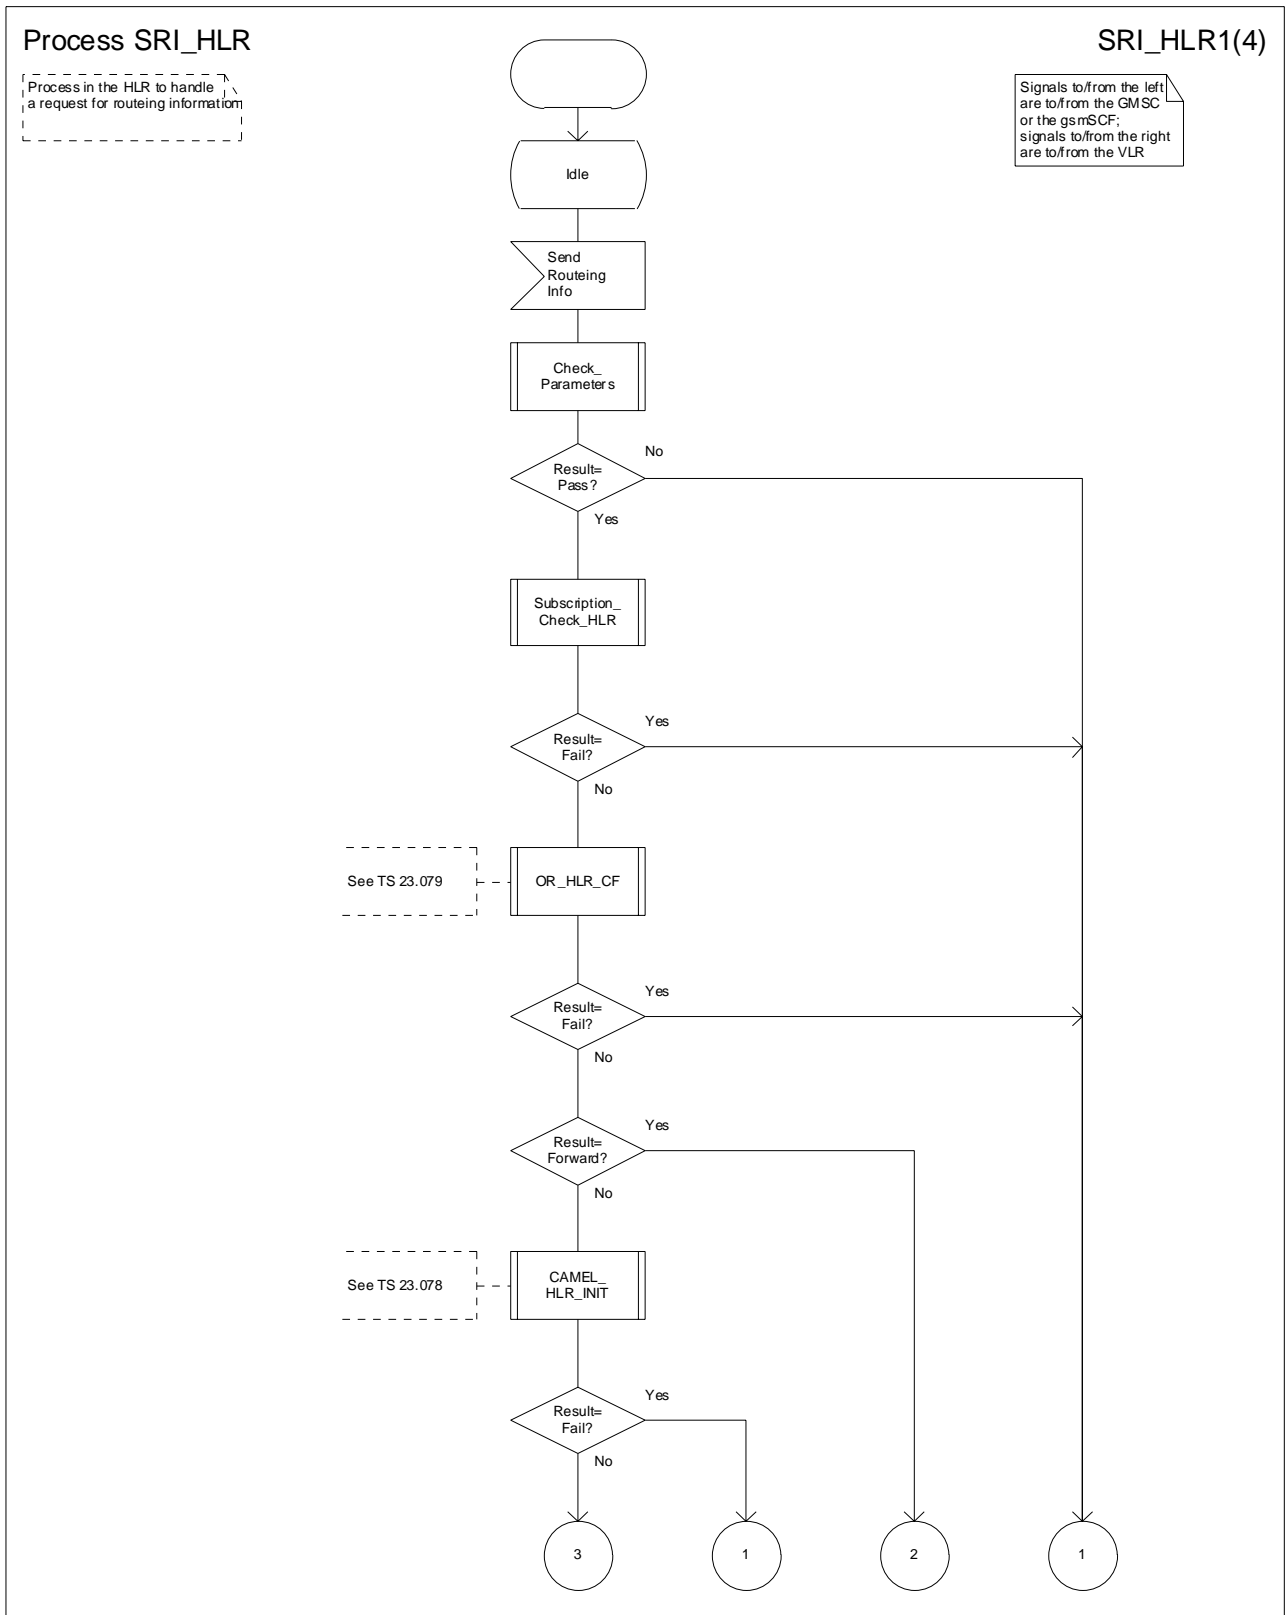 Process SRI_HLR
SRI_HLR1(4)
Process in the HLR to handle
a request for routeing information
Signals to/from the left
are to/from the GMSC
or the gsmSCF;
signals to/from the right
are to/from the VLR
Idle
Send
Routeing
Info
Check_
Parameters
Result=
Pass?
No
Yes
Subscription_
Check_HLR
Result=
Fail?
Yes
No
See TS 23.079
OR_HLR_CF
Result=
Fail?
Yes
No
Result=
Forward?
Yes
No
See TS 23.078
CAMEL_
HLR_INIT
Result=
Fail?
Yes
No
3
1
2
1